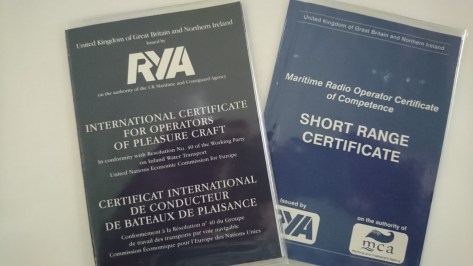 United Kingdom of Great Britain and Northern Ireland
Issued by
RYA
on the authority of the UK Maritime and Coastguard Agency
INTERNATIONAL CERTIFICATE
FOR OPERATORS
OF PLEASURE CRAFT
In conformity with Resolution No. 40 of the Working Party
on Inland Water Transport
United Nations Economic Commission for Europe
CERTIFICAT INTERNATIONAL
DE CONDUCTEUR
DE BATEAUX DE PLAISANCE
Conformément à la Résolution n° 40 du Groupe
de travail des transports par voie navigable
Commission Économique pour l'Europe des Nations Unies
United Kingdom of Great Britain and Northern Ireland
Maritime Radio Operator Certificate
of Competence
SHORT RANGE
CERTIFICATE
issued by
RYA
on the authority of
mca